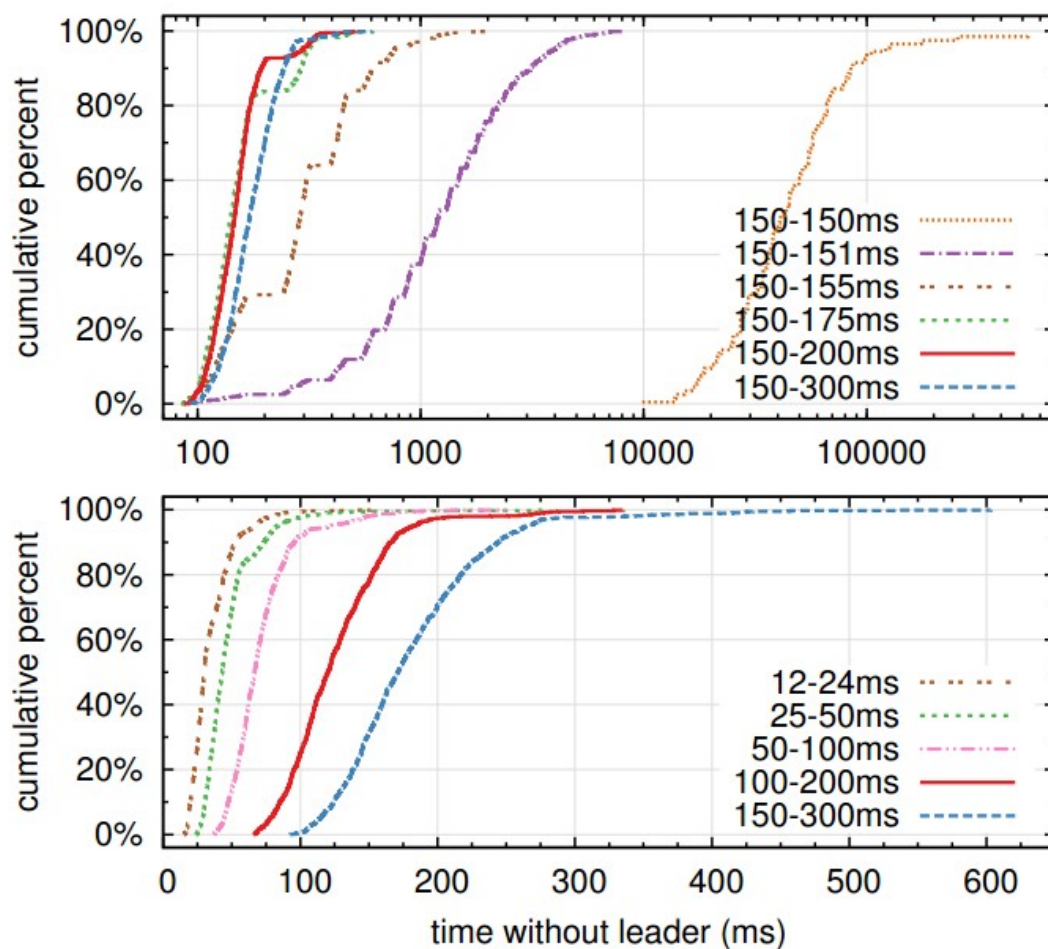 100%
80%
60%
40%
20%
0%
cumulative percent
150-150ms
150-151ms
150-155ms
150-175ms
150-200ms
150-300ms
100 1000 10000 100000
100%
80%
60%
40%
20%
0%
cumulative percent
12-24ms
25-50ms
50-100ms
100-200ms
150-300ms
0 100 200 300 400 500 600
time without leader (ms)